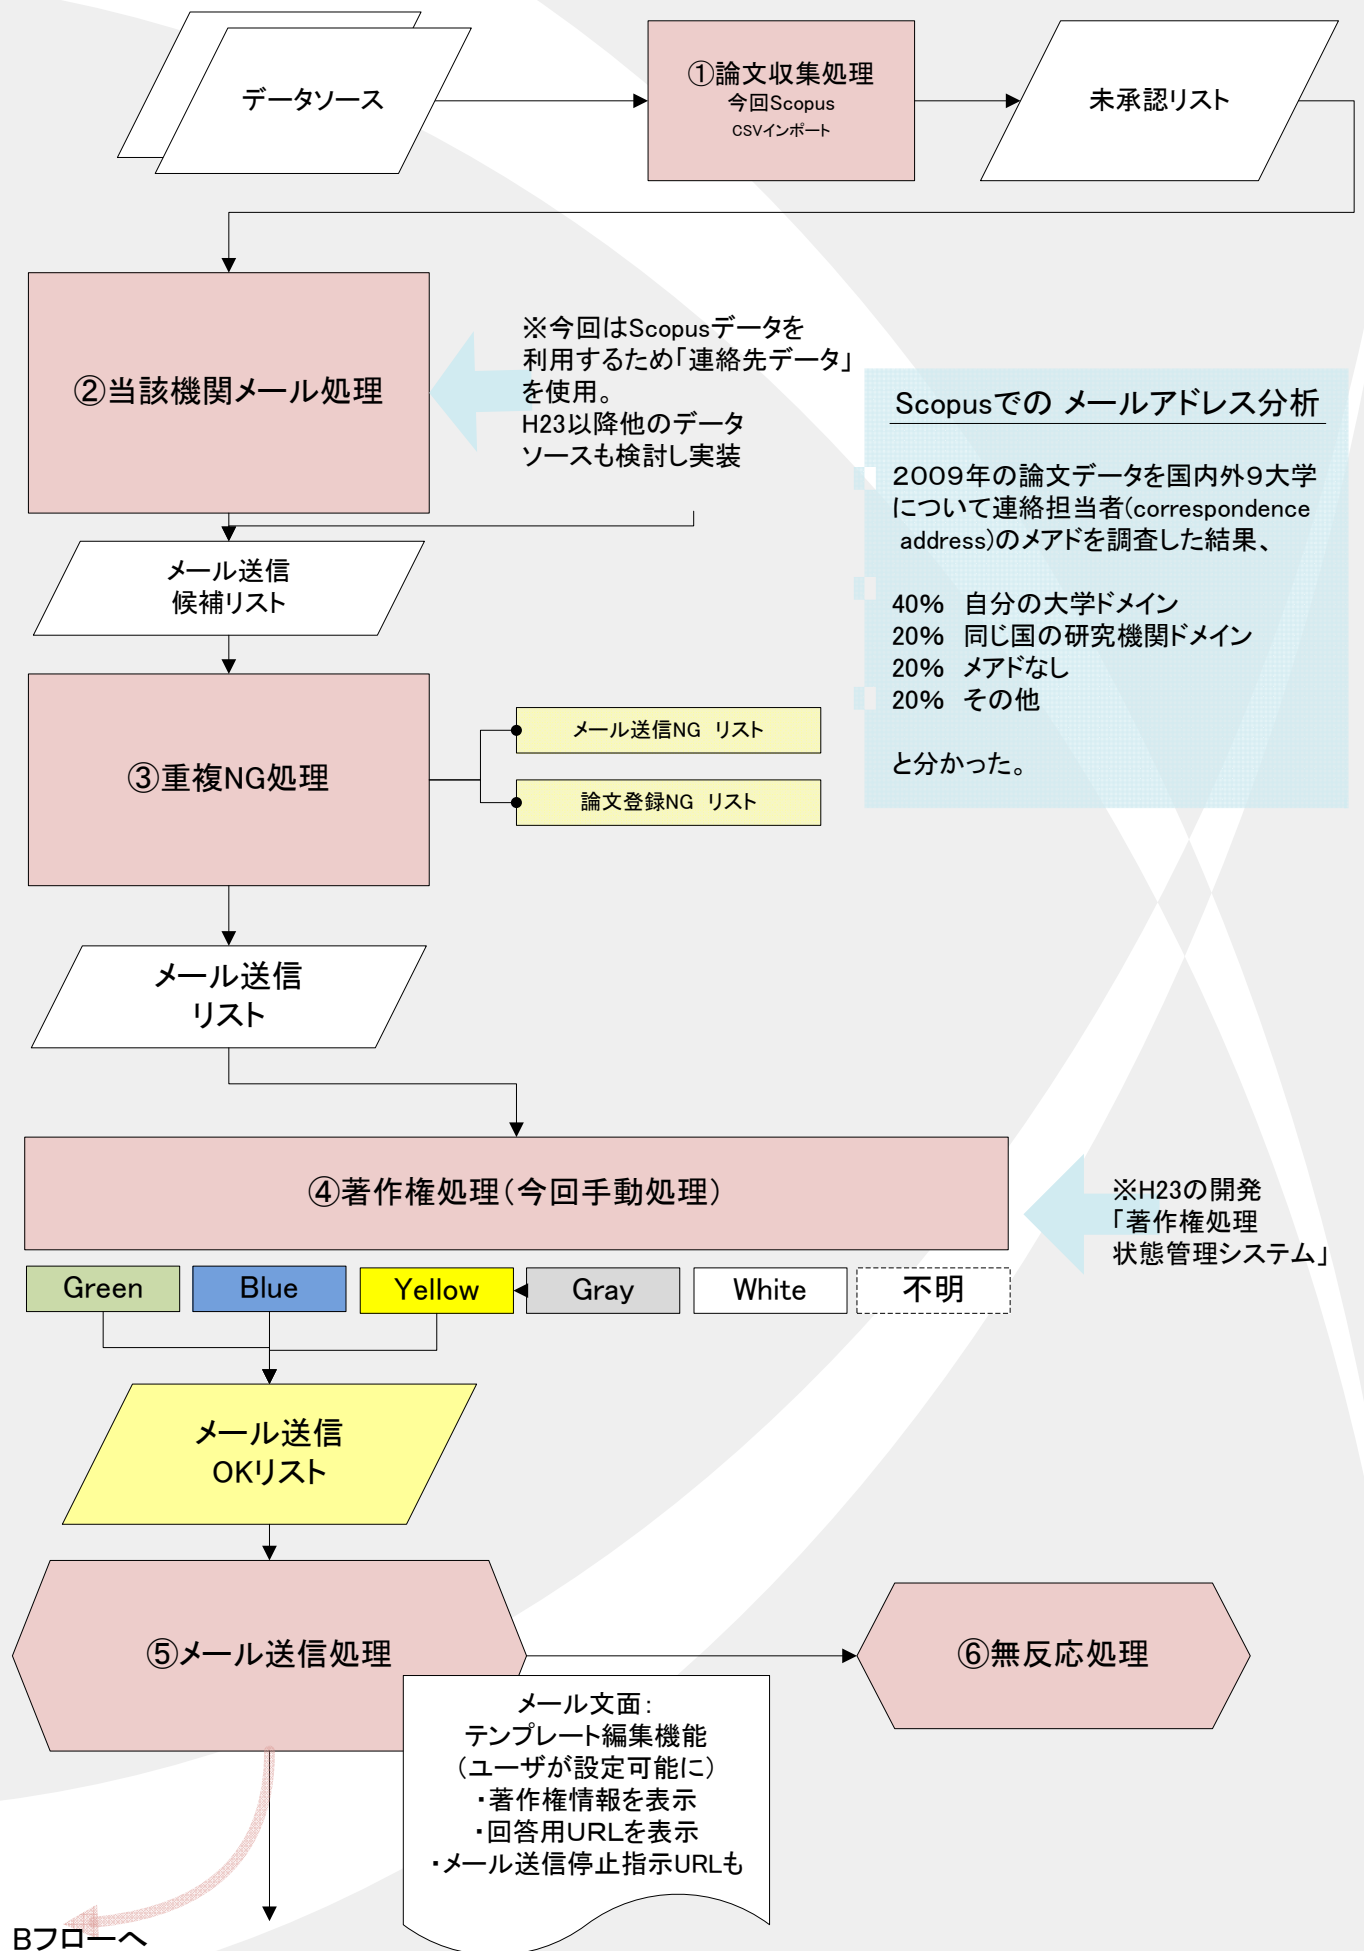 データソース
①論文収集処理
今回Scopus
CSVインポート
未承認リスト
②当該機関メール処理
※今回はScopusデータを
利用するため「連絡先データ」
を使用。
H23以降他のデータ
ソースも検討し実装
Scopusでの メールアドレス分析
2009年の論文データを国内外9大学
について連絡担当者(correspondence
address)のメアドを調査した結果、
40% 自分の大学ドメイン
20% 同じ国の研究機関ドメイン
20% メアドなし
20% その他
と分かった。
メール送信
候補リスト
③重複NG処理
メール送信NG リスト
論文登録NG リスト
メール送信
リスト
④著作権処理(今回手動処理)
※H23の開発
「著作権処理
状態管理システム」
Green
Blue
Yellow
Gray
White
不明
メール送信
OKリスト
⑤メール送信処理
⑥無反応処理
メール文面:
テンプレート編集機能
(ユーザが設定可能に)
・著作権情報を表示
・回答用URLを表示
・メール送信停止指示URLも
Bフローへ